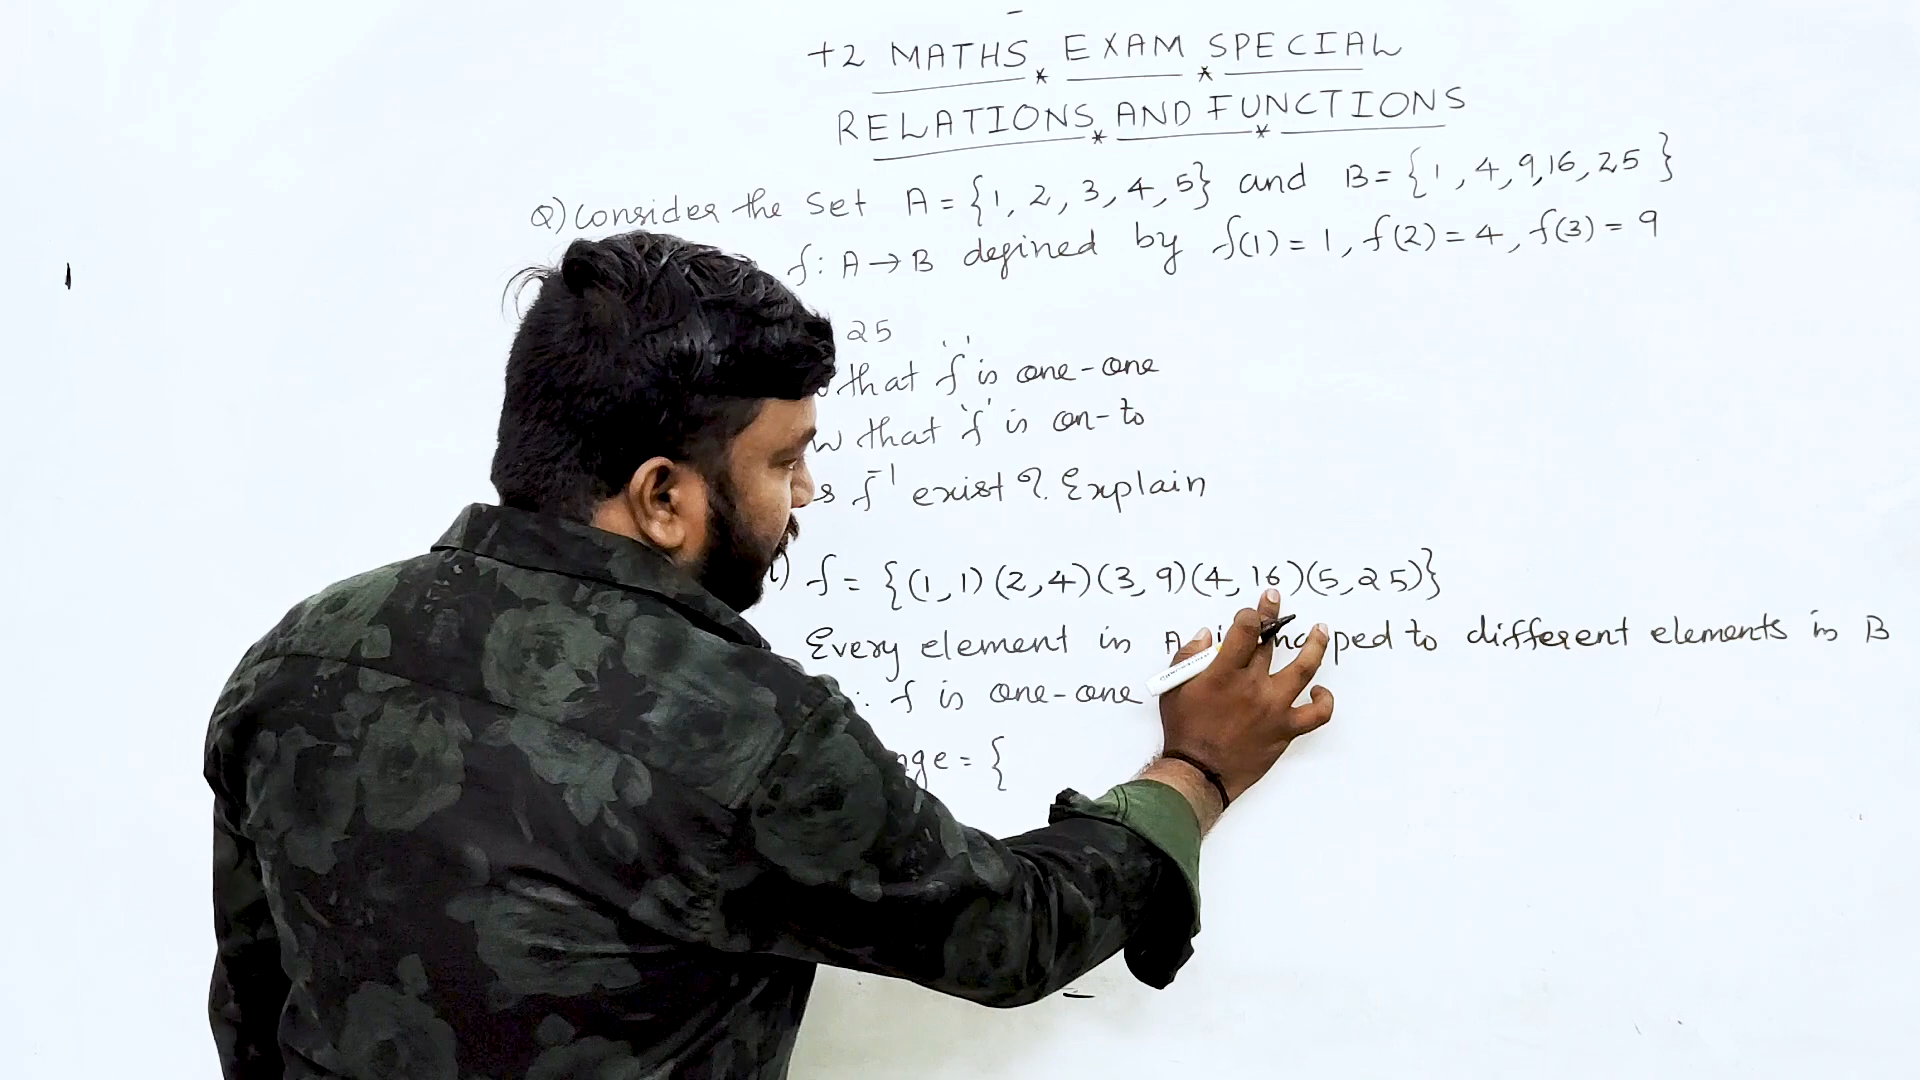 +2 MATHS EXAM SPECIAL
RELATIONS AND FUNCTIONS
Q) Consider the Set A = {1, 2, 3, 4, 5} and B = {1, 4, 9, 16, 25}
f : A → B defined by f(1) = 1, f(2) = 4, f(3) = 9
25
that 'f' is one-one
that 'f' is on-to
f⁻¹ exist ? Explain
f = {(1, 1) (2, 4) (3, 9) (4, 16) (5, 25)}
Every element in A is mapped to different elements in B
∴ f is one-one
= {